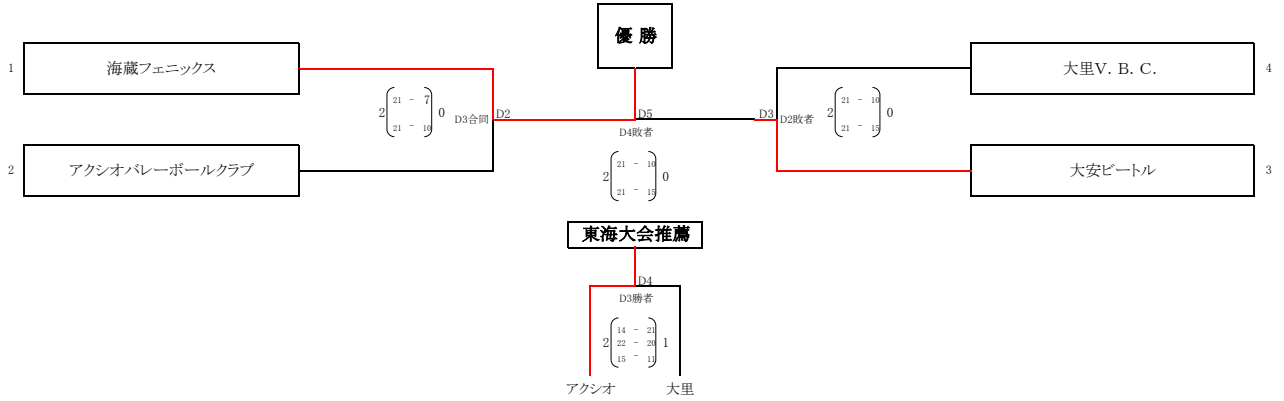 優 勝
1
海蔵フェニックス
大里V. B. C.
4
2
21 - 7
21 - 10
0
D3合同
D2
D5
D4敗者
D3
D2敗者
2
21 - 10
21 - 15
0
2
アクシオバレーボールクラブ
2
21 - 10
21 - 15
0
大安ビートル
3
東海大会推薦
D4
D3勝者
2
14 - 21
22 - 20
15 - 11
1
アクシオ
大里